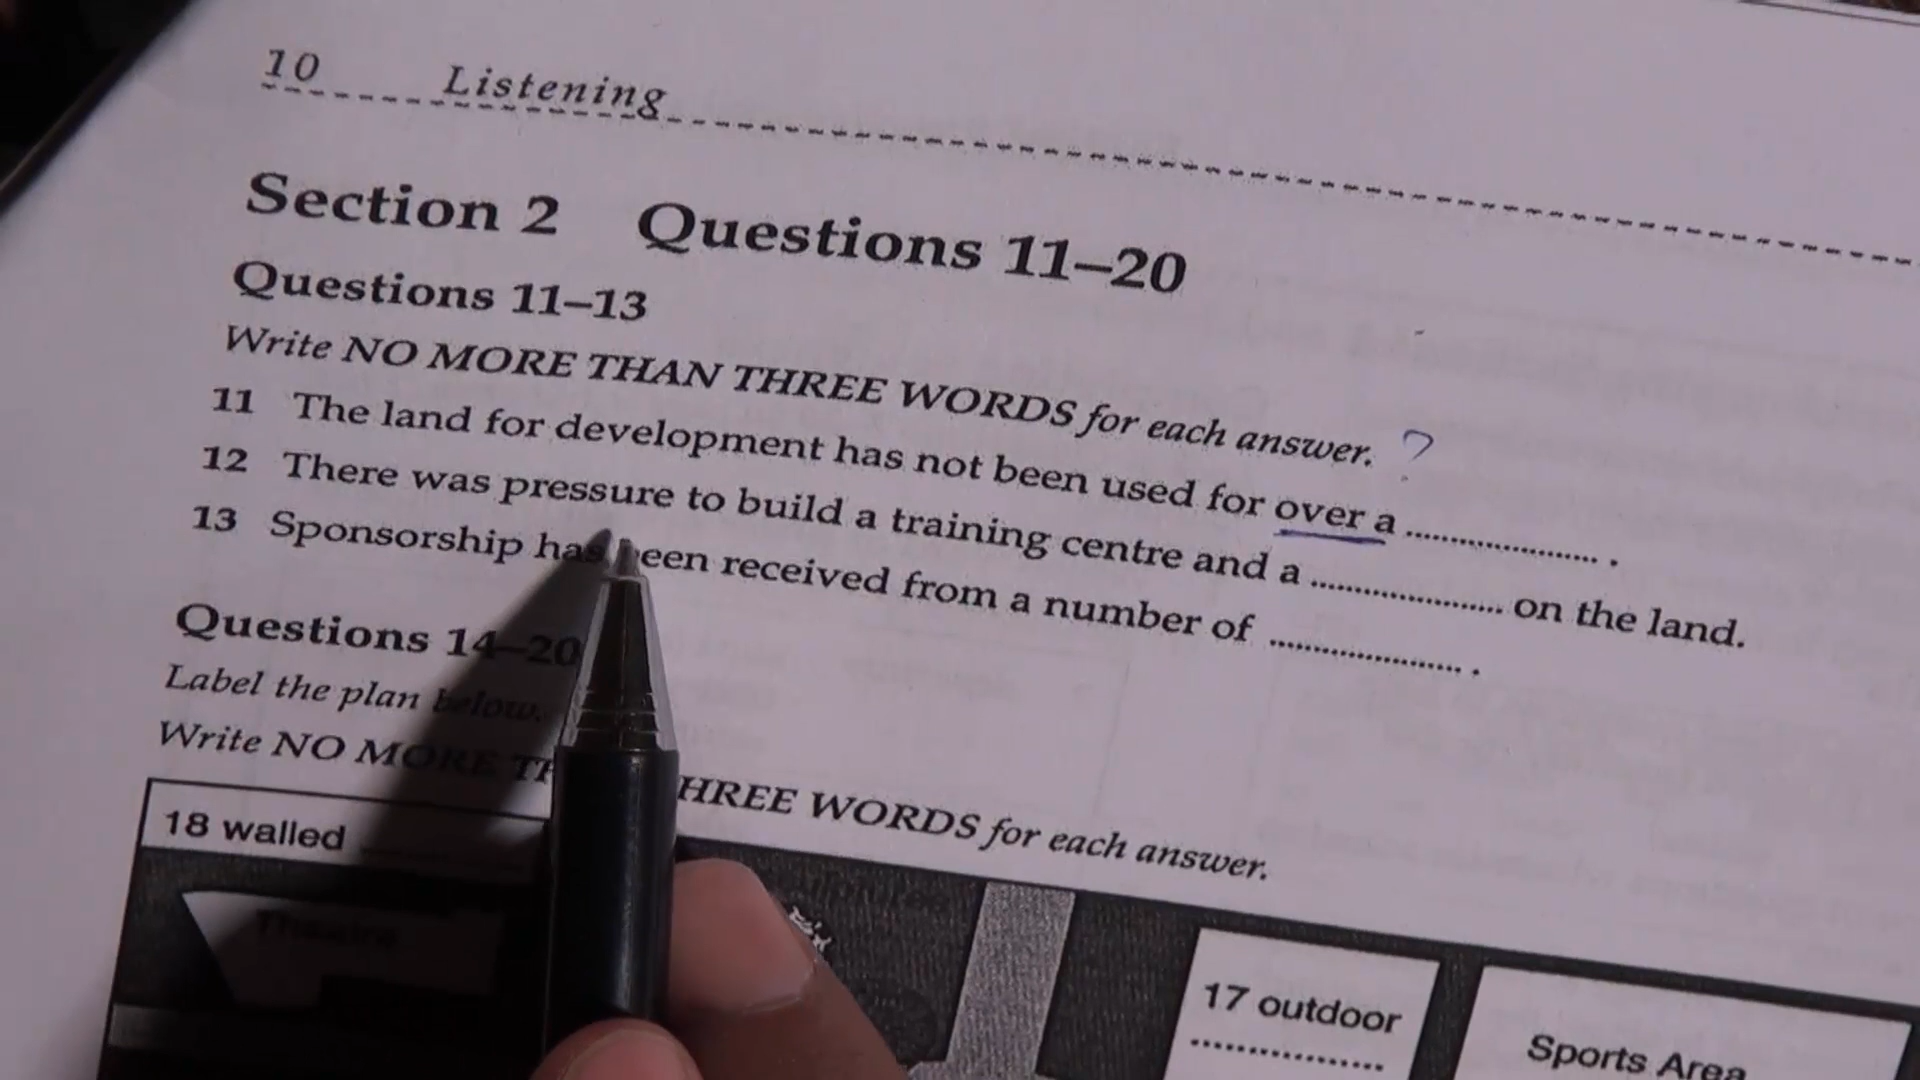 10 Listening
Section 2 Questions 11–20
Questions 11–13
Write NO MORE THAN THREE WORDS for each answer. ?
11 The land for development has not been used for over a .................... .
12 There was pressure to build a training centre and a .................... on the land.
13 Sponsorship has been received from a number of .................... .
Questions 14–20
Label the plan below.
Write NO MORE THREE WORDS for each answer.
18 walled
Theatre
17 outdoor
....................
Sports Area